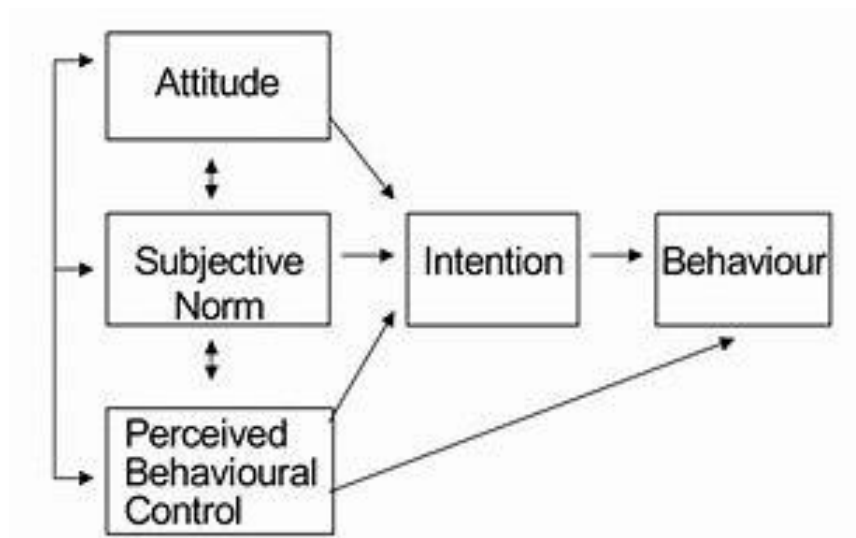 Attitude
Subjective
Norm
Intention
Behaviour
Perceived
Behavioural
Control